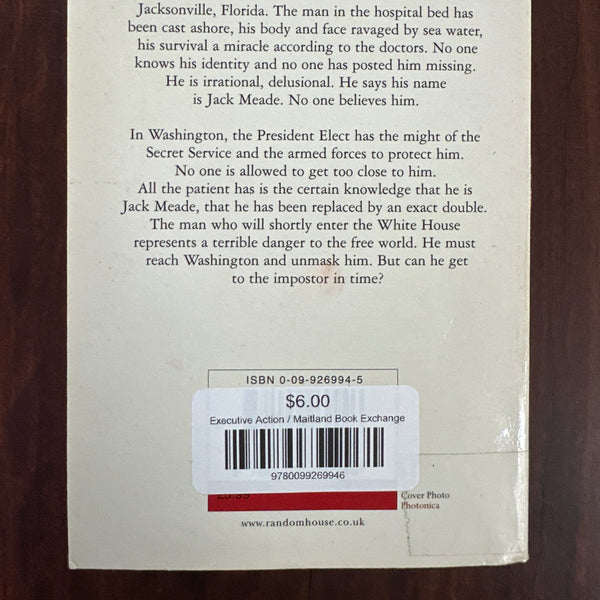 Jacksonville, Florida. The man in the hospital bed has
been cast ashore, his body and face ravaged by sea water,
his survival a miracle according to the doctors. No one
knows his identity and no one has posted him missing.
He is irrational, delusional. He says his name
is Jack Meade. No one believes him.
In Washington, the President Elect has the might of the
Secret Service and the armed forces to protect him.
No one is allowed to get too close to him.
All the patient has is the certain knowledge that he is
Jack Meade, that he has been replaced by an exact double.
The man who will shortly enter the White House
represents a terrible danger to the free world. He must
reach Washington and unmask him. But can he get
to the impostor in time?
ISBN 0-09-926994-5
$6.00
Executive Action / Maitland Book Exchange
9780099269946
Cover Photo
Photonica
www.randomhouse.co.uk